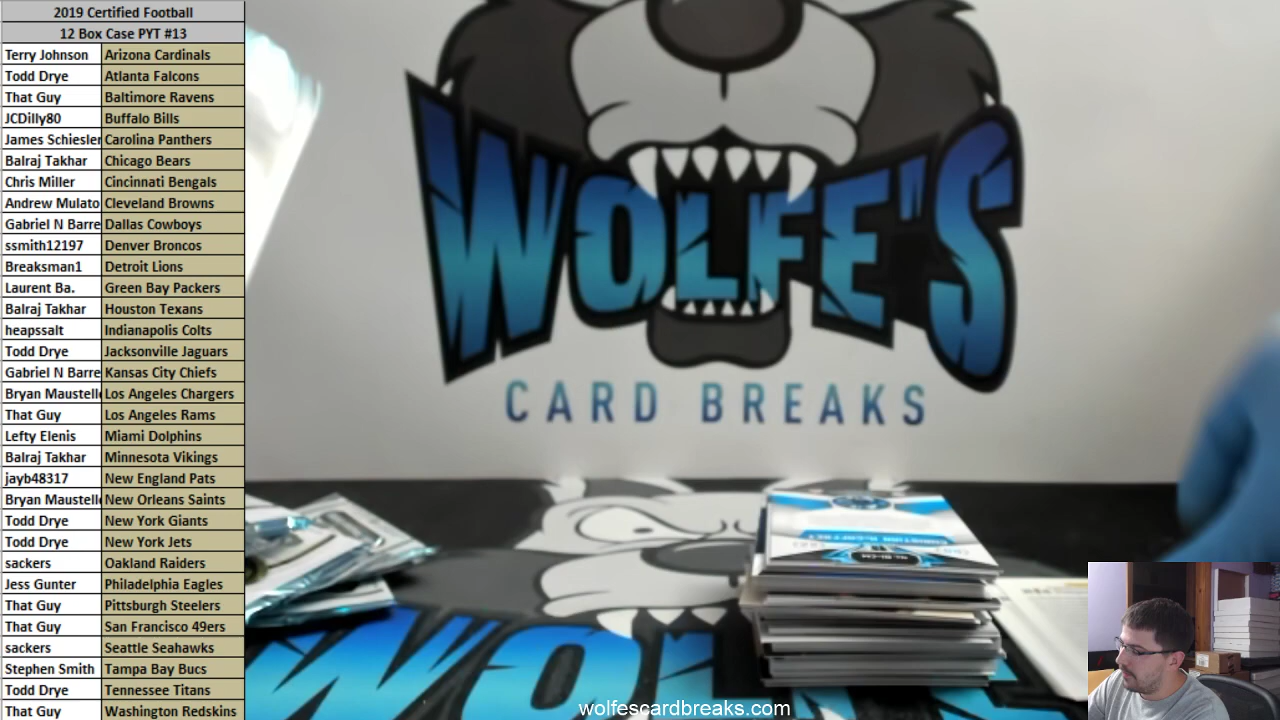 2019 Certified Football
12 Box Case PYT #13
Terry Johnson Arizona Cardinals
Todd Drye Atlanta Falcons
That Guy Baltimore Ravens
JCDilly80 Buffalo Bills
James Schiesler Carolina Panthers
Balraj Takhar Chicago Bears
Chris Miller Cincinnati Bengals
Andrew Mulato Cleveland Browns
Gabriel N Barre Dallas Cowboys
ssmith12197 Denver Broncos
Breaksman1 Detroit Lions
Laurent Ba. Green Bay Packers
Balraj Takhar Houston Texans
heapssalt Indianapolis Colts
Todd Drye Jacksonville Jaguars
Gabriel N Barre Kansas City Chiefs
Bryan Maustelle Los Angeles Chargers
That Guy Los Angeles Rams
Lefty Elenis Miami Dolphins
Balraj Takhar Minnesota Vikings
jayb48317 New England Pats
Bryan Maustelle New Orleans Saints
Todd Drye New York Giants
Todd Drye New York Jets
sackers Oakland Raiders
Jess Gunter Philadelphia Eagles
That Guy Pittsburgh Steelers
That Guy San Francisco 49ers
sackers Seattle Seahawks
Stephen Smith Tampa Bay Bucs
Todd Drye Tennessee Titans
That Guy Washington Redskins
WOLFE'S
CARD BREAKS
wolfescardbreaks.com